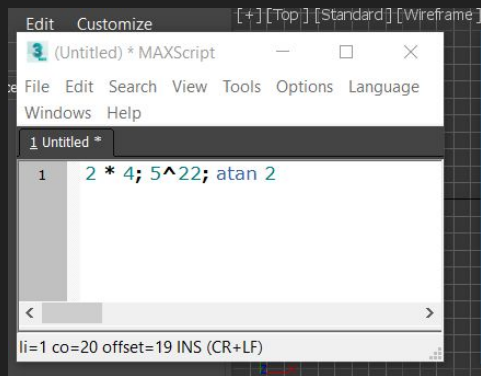 Edit Customize
[+] [Top ] [Standard ] [Wireframe ]
3 (Untitled) * MAXScript
File Edit Search View Tools Options Language
Windows Help
1 Untitled *
1 2 * 4; 5^22; atan 2
li=1 co=20 offset=19 INS (CR+LF)